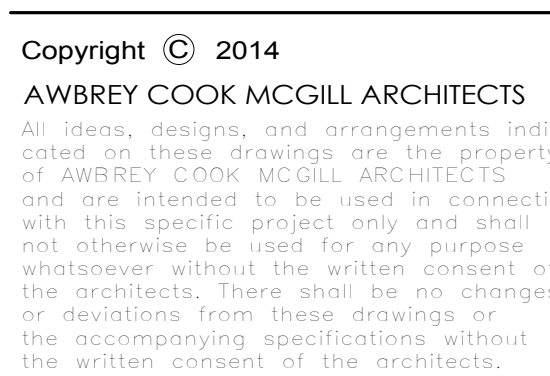 Copyright © 2014
AWBREY COOK MCGILL ARCHITECTS
All ideas, designs, and arrangements indi
cated on these drawings are the property
of AWBREY COOK MCGILL ARCHITECTS
and are intended to be used in connecti
with this specific project only and shall
not otherwise be used for any purpose
whatsoever without the written consent of
the architects. There shall be no changes
or deviations from these drawings or
the accompanying specifications without
the written consent of the architects.